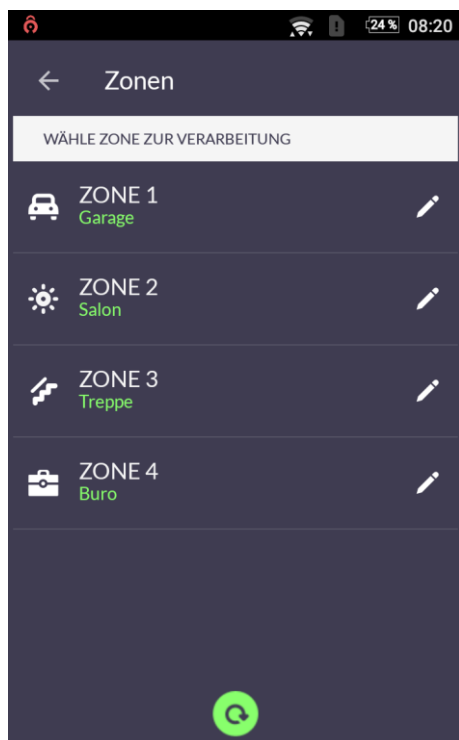 24 % 08:20
Zonen
WÄHLE ZONE ZUR VERARBEITUNG
ZONE 1
Garage
ZONE 2
Salon
ZONE 3
Treppe
ZONE 4
Buro